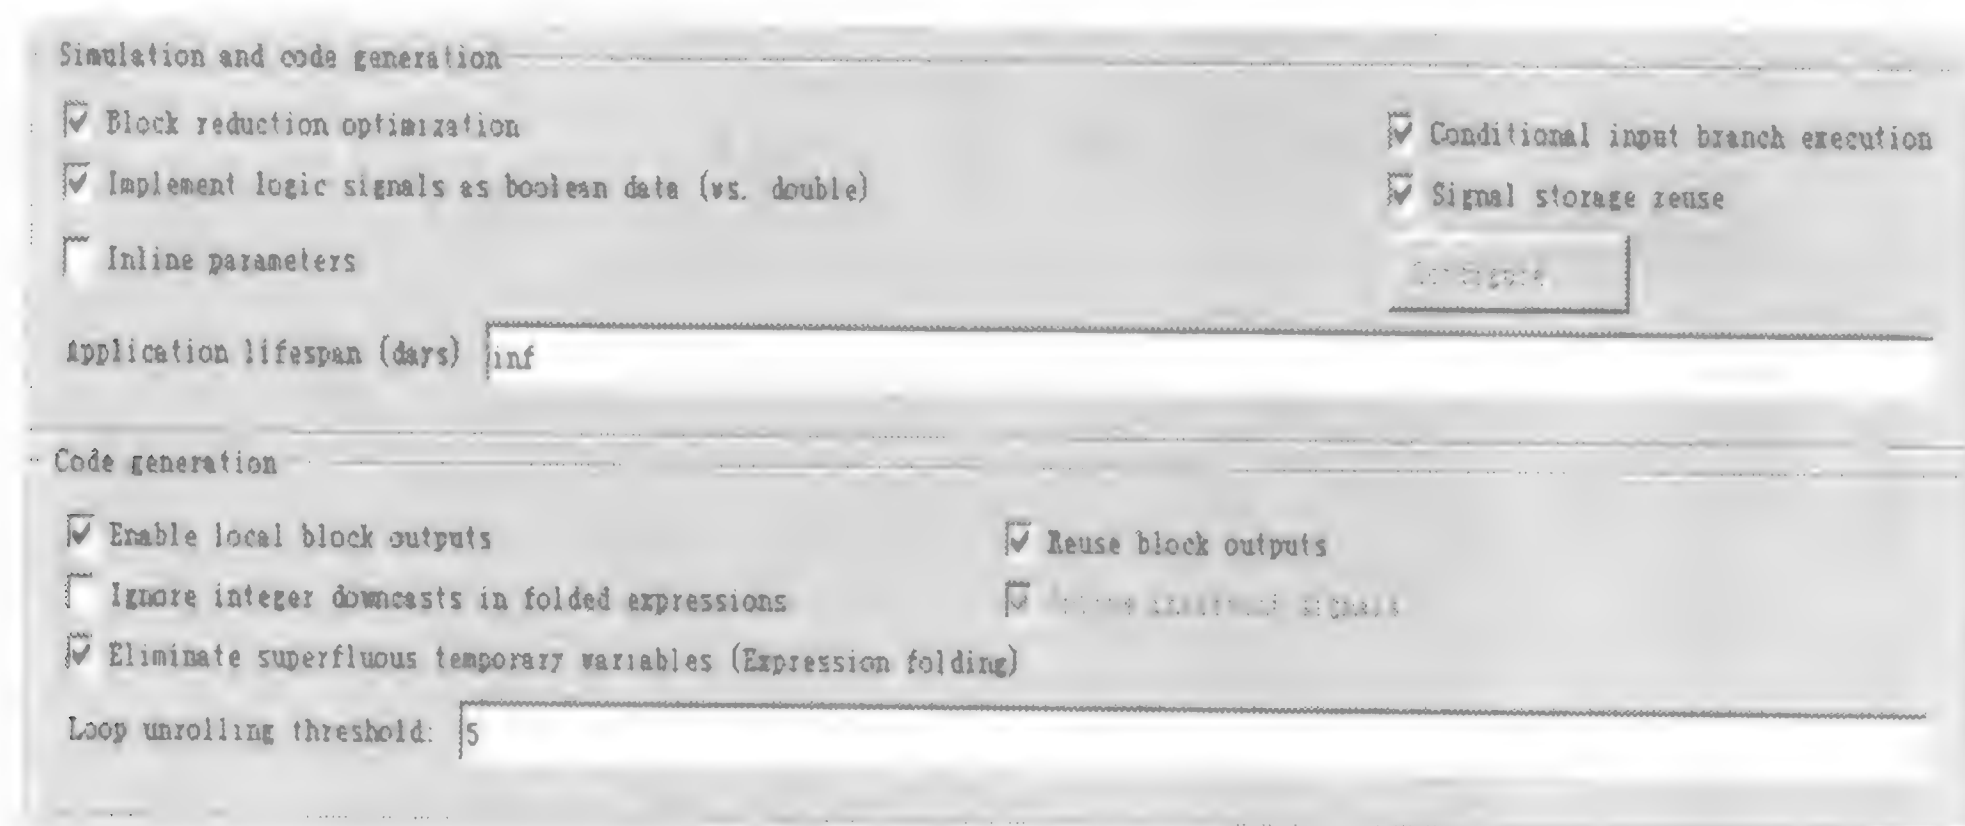 Simulation and code generation
Block reduction optimization
Conditional input branch execution
Implement logic signals as boolean data (vs. double)
Signal storage reuse
Inline parameters
Application lifespan (days) inf
Code generation
Enable local block outputs
Reuse block outputs
Ignore integer downcasts in folded expressions
Eliminate superfluous temporary variables (Expression folding)
Loop unrolling threshold: 5